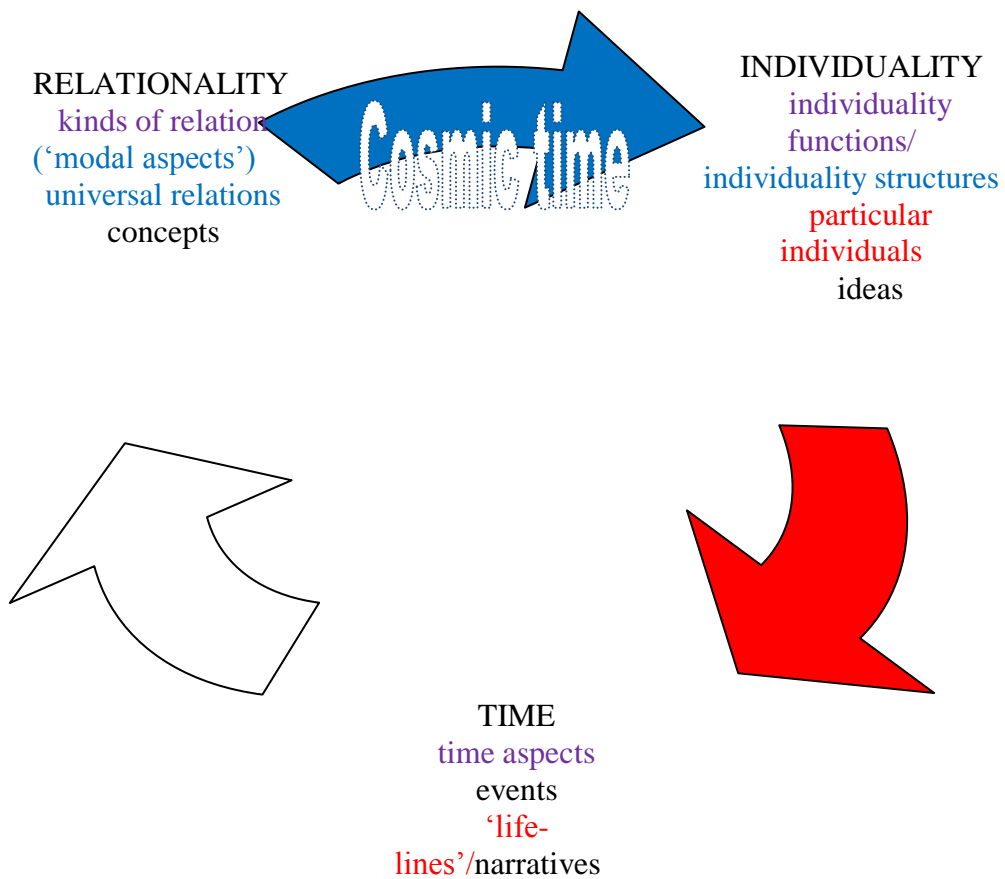 RELATIONALITY
kinds of relation
(‘modal aspects’)
universal relations
concepts
Cosmic time
INDIVIDUALITY
individuality
functions/
individuality structures
particular
individuals
ideas
TIME
time aspects
events
‘life-
lines’/narratives